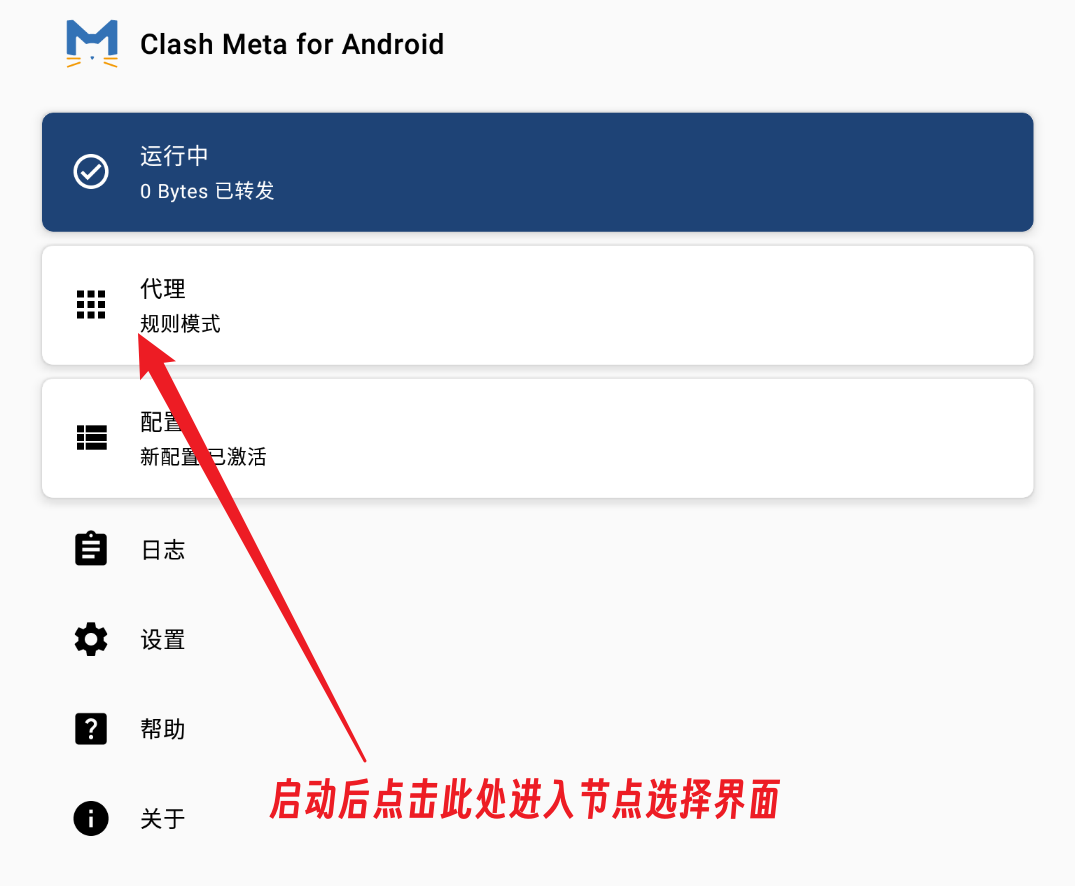 Clash Meta for Android
运行中
0 Bytes 已转发
代理
规则模式
配置
新配置 已激活
日志
设置
帮助
关于
启动后点击此处进入节点选择界面